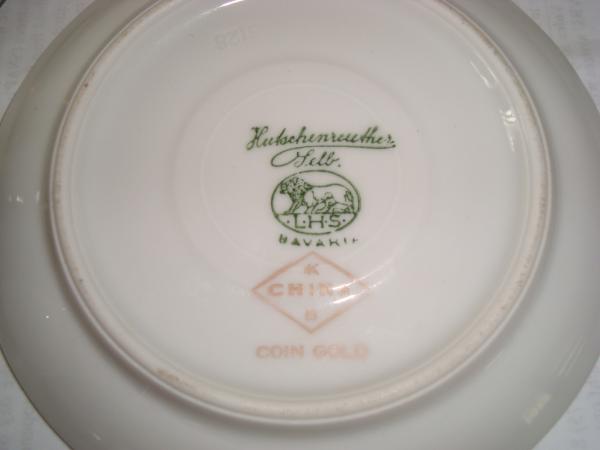 Hutschenreuther
Selb.
L·H·S·
BAVARIA
K
CHINA
B
COIN GOLD